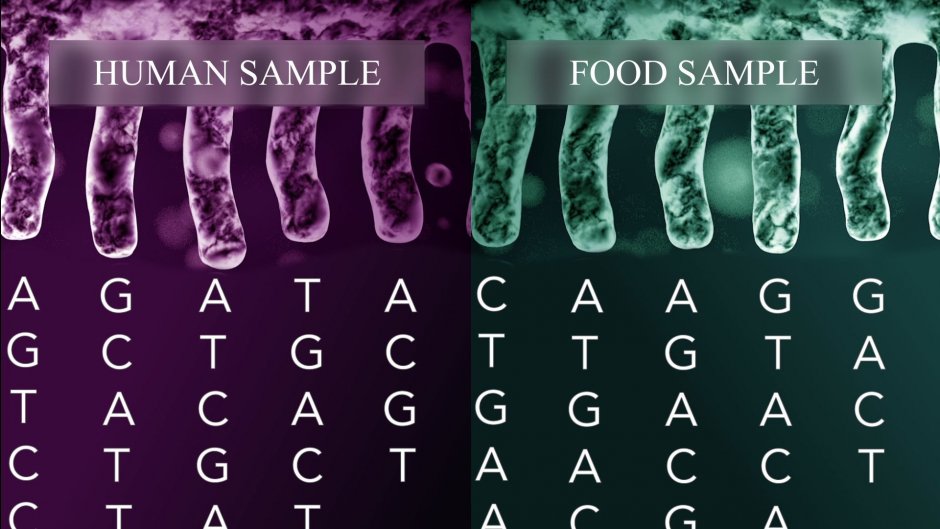 HUMAN SAMPLE
A G A T A
G C T G C
T A C A G
C T G C T
C T A T
FOOD SAMPLE
C A A G G
T T G T A
G G A A C
A A C C T
A C G A